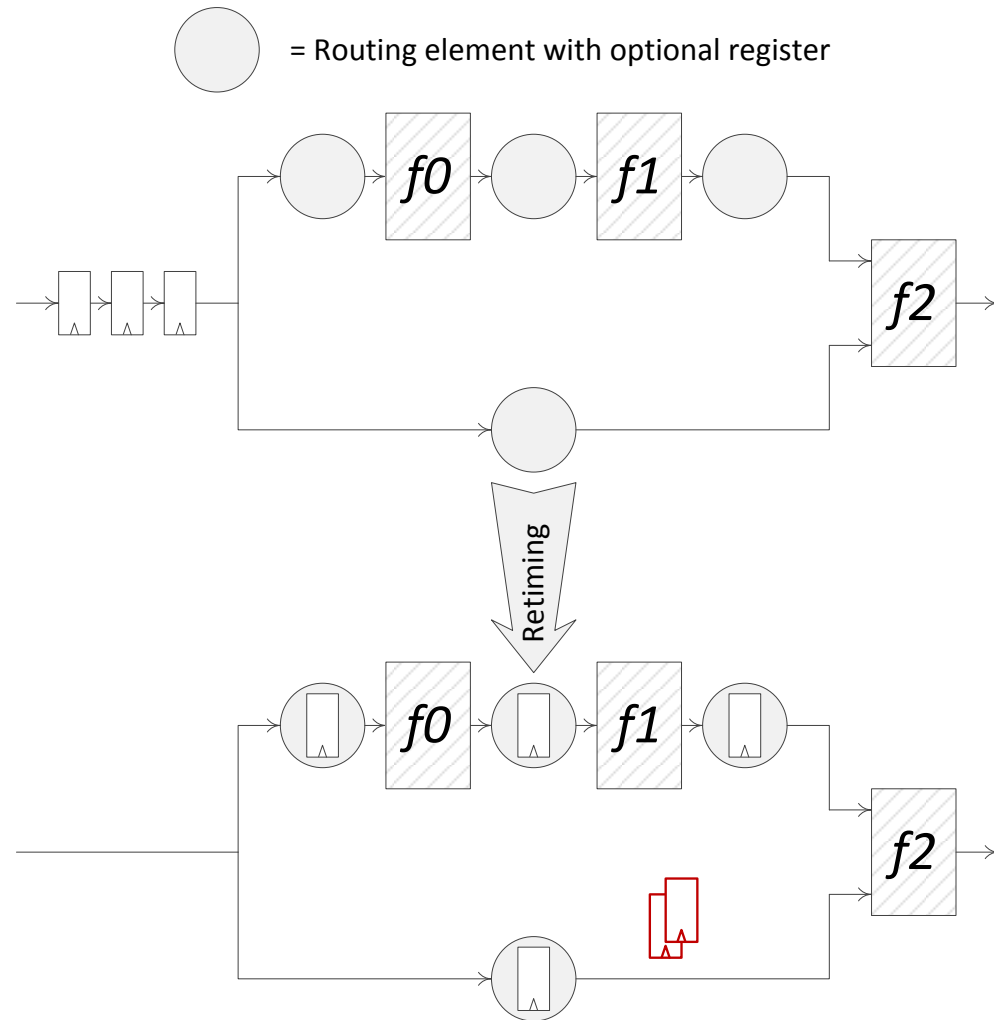 = Routing element with optional register
f0
f1
f2
Retiming
f0
f1
f2